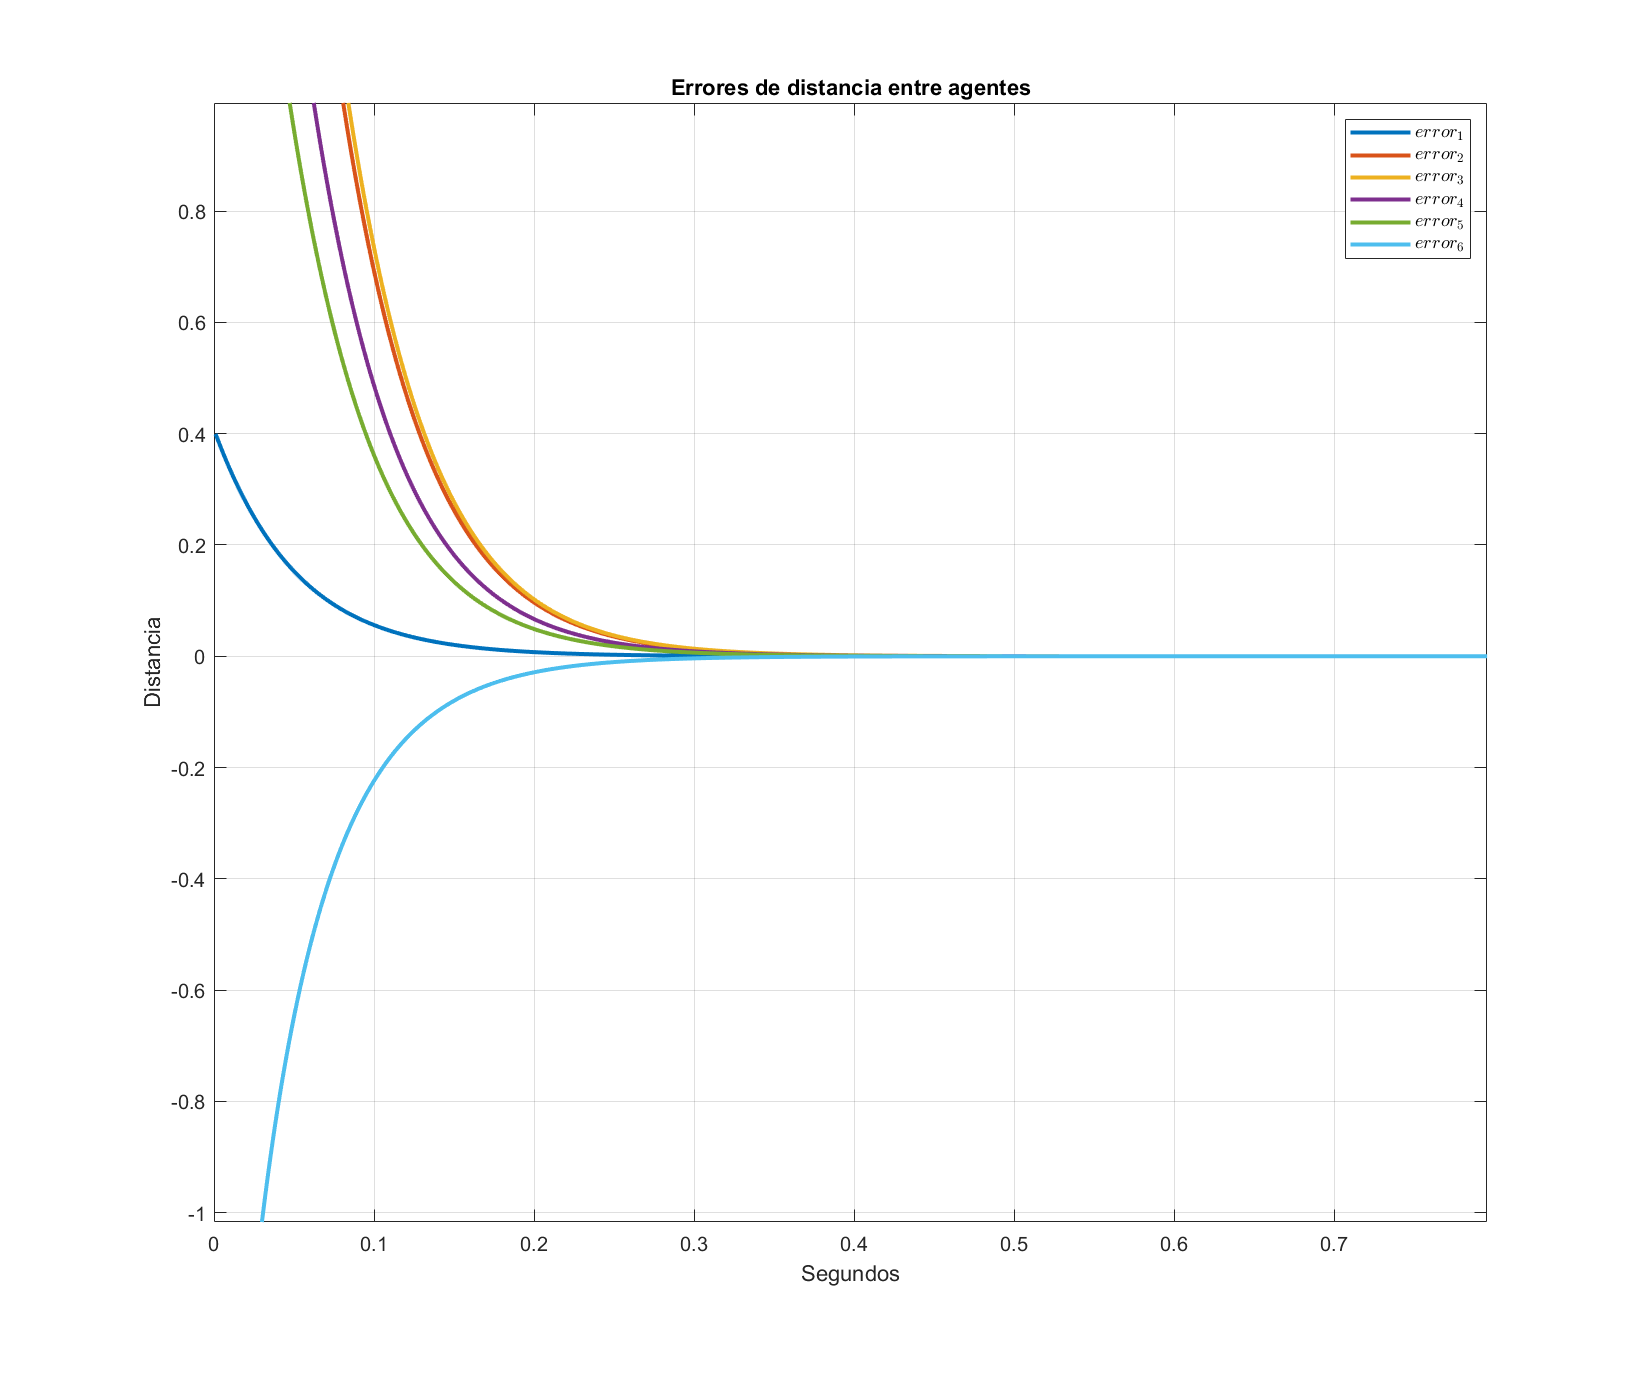 Errores de distancia entre agentes
error₁
error₂
error₃
error₄
error₅
error₆
0.8
0.6
0.4
0.2
0
-0.2
-0.4
-0.6
-0.8
-1
Distancia
0 0.1 0.2 0.3 0.4 0.5 0.6 0.7
Segundos